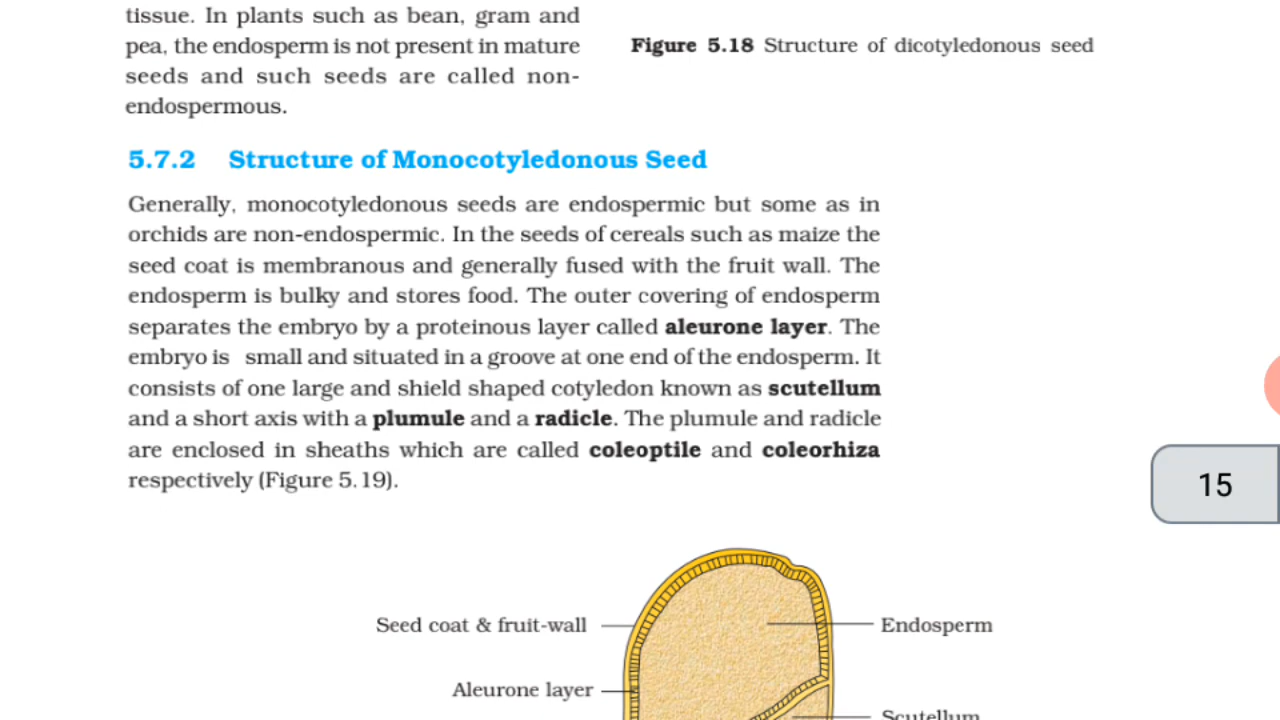 tissue. In plants such as bean, gram and
pea, the endosperm is not present in mature
seeds and such seeds are called non-
endospermous.
Figure 5.18 Structure of dicotyledonous seed
5.7.2 Structure of Monocotyledonous Seed
Generally, monocotyledonous seeds are endospermic but some as in
orchids are non-endospermic. In the seeds of cereals such as maize the
seed coat is membranous and generally fused with the fruit wall. The
endosperm is bulky and stores food. The outer covering of endosperm
separates the embryo by a proteinous layer called aleurone layer. The
embryo is small and situated in a groove at one end of the endosperm. It
consists of one large and shield shaped cotyledon known as scutellum
and a short axis with a plumule and a radicle. The plumule and radicle
are enclosed in sheaths which are called coleoptile and coleorhiza
respectively (Figure 5.19).
15
Seed coat & fruit-wall
Endosperm
Aleurone layer
Scutellum